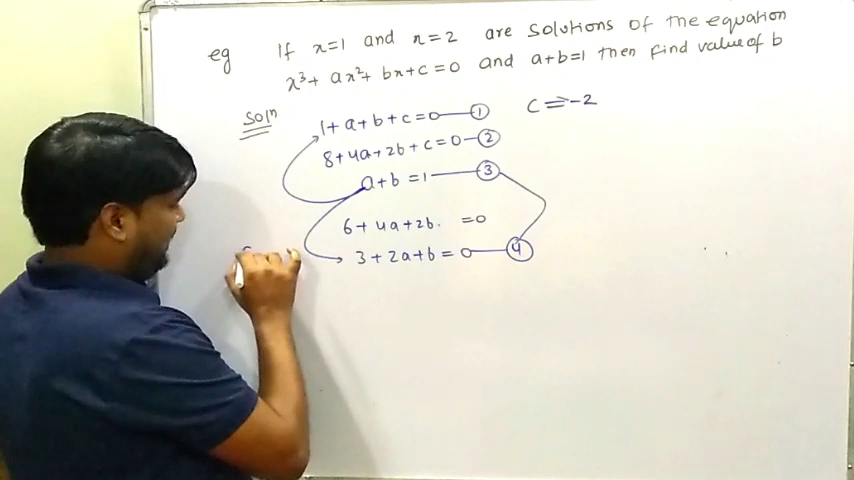 eg If x=1 and x=2 are solutions of the equation
x³+ ax²+ bx+c=0 and a+b=1 then find value of b
Solⁿ
1+a+b+c=0 — ①
c=-2
8+4a+2b+c=0 — ②
a+b=1 — ③
6+4a+2b. =0
3+2a+b=0 — ④